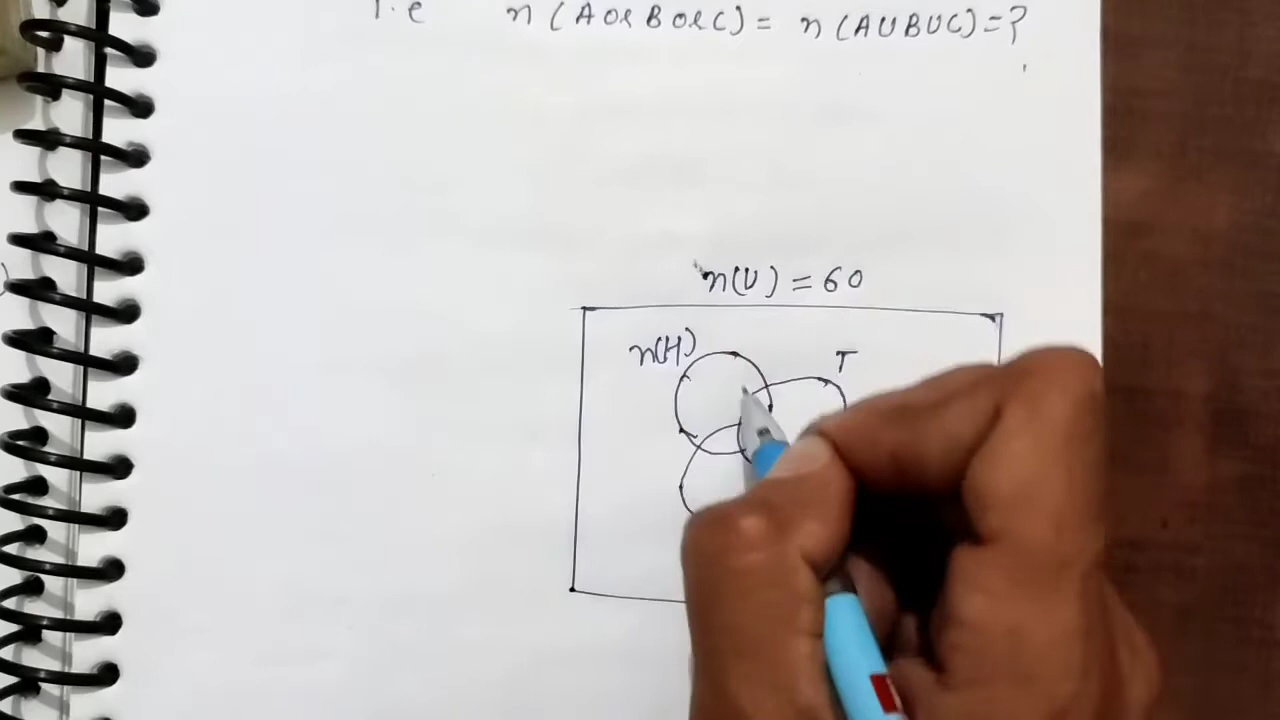 i.e n(A or B or C) = n(AUBUC) = ?
n(U) = 60
n(H)
T